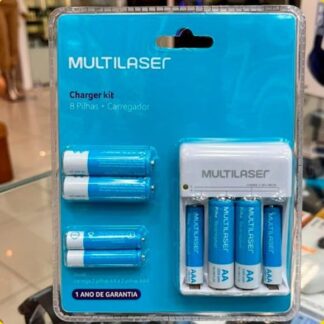 MULTILASER
Charger kit
8 Pilhas + Carregador
MULTILASER
AAA
AA
AA
AAA
1 ANO DE GARANTIA